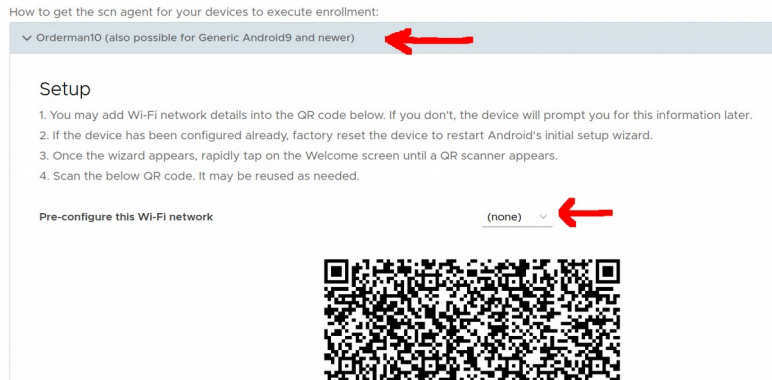 How to get the scn agent for your devices to execute enrollment:
Orderman10 (also possible for Generic Android9 and newer)
Setup
1. You may add Wi-Fi network details into the QR code below. If you don't, the device will prompt you for this information later.
2. If the device has been configured already, factory reset the device to restart Android's initial setup wizard.
3. Once the wizard appears, rapidly tap on the Welcome screen until a QR scanner appears.
4. Scan the below QR code. It may be reused as needed.
Pre-configure this Wi-Fi network (none)